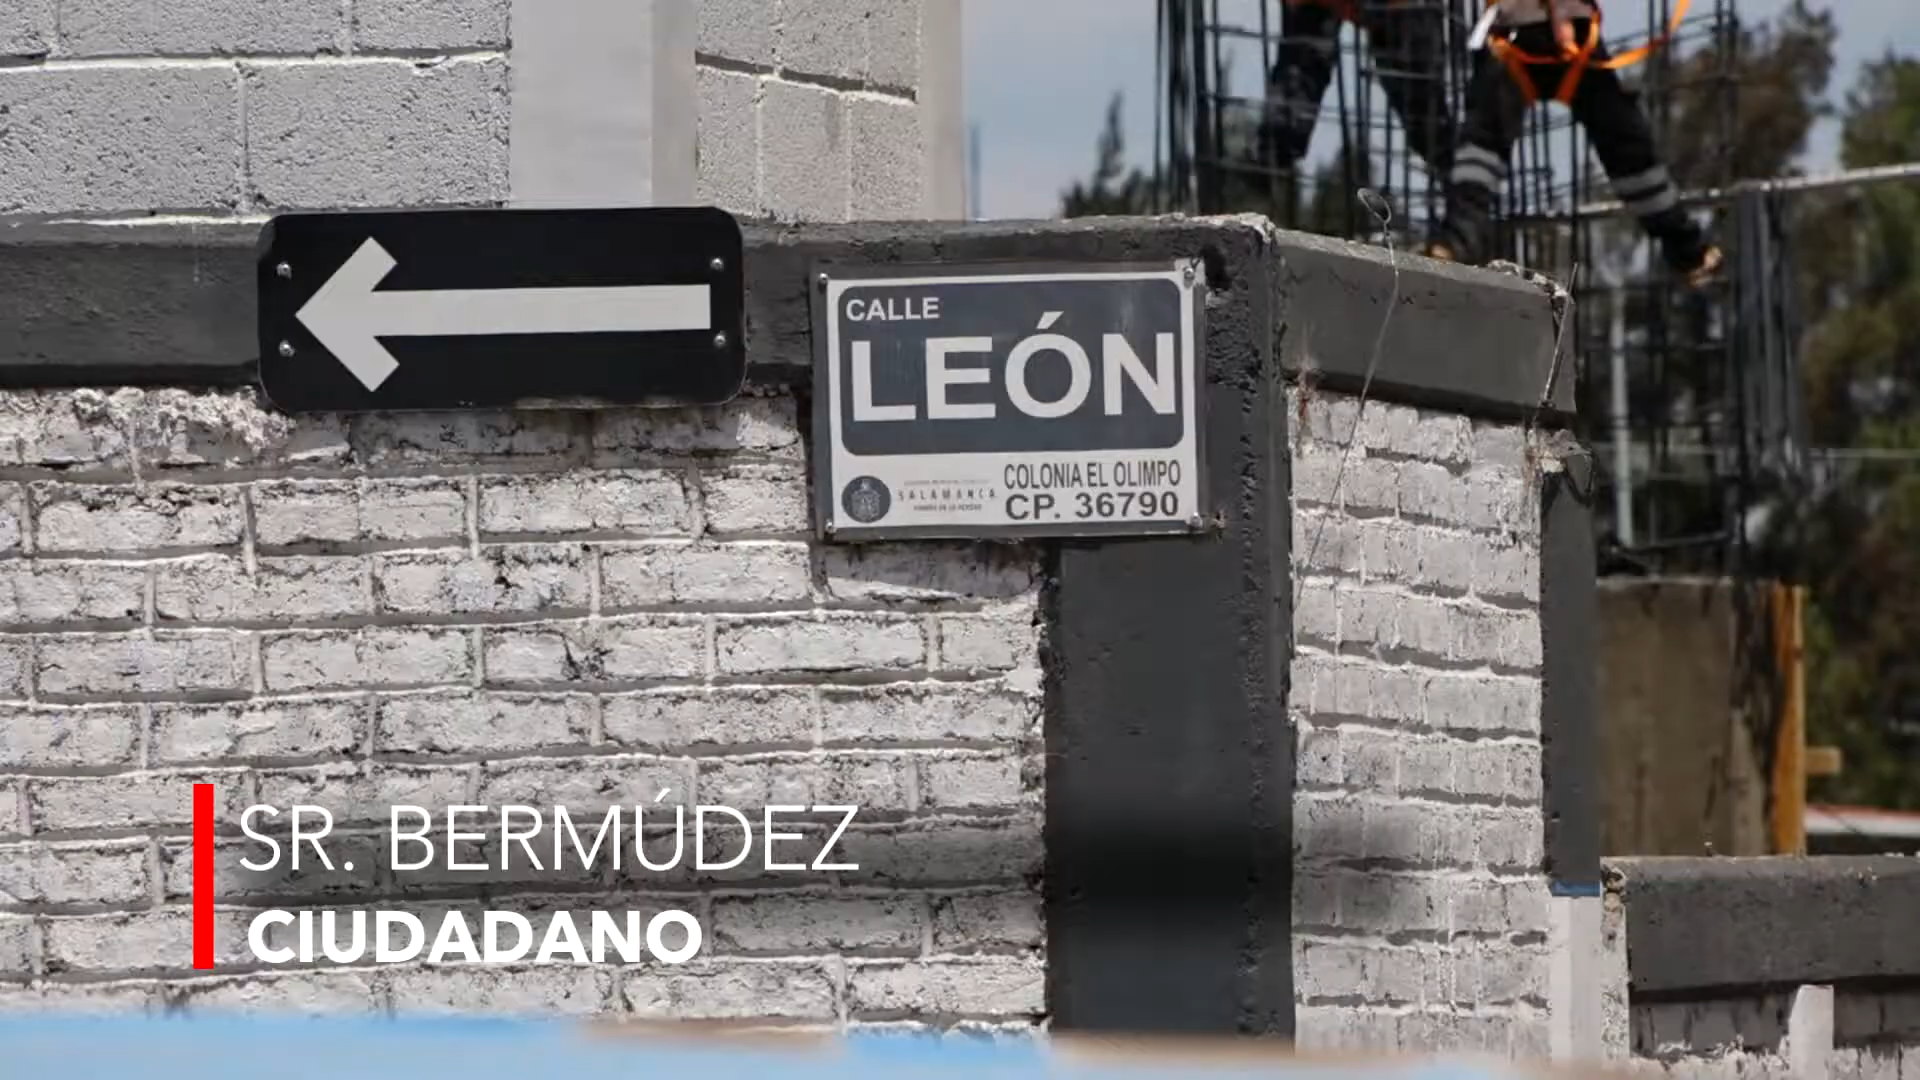 CALLE
LEÓN
COLONIA EL OLIMPO
SALAMANCA
CP. 36790
SR. BERMÚDEZ
CIUDADANO